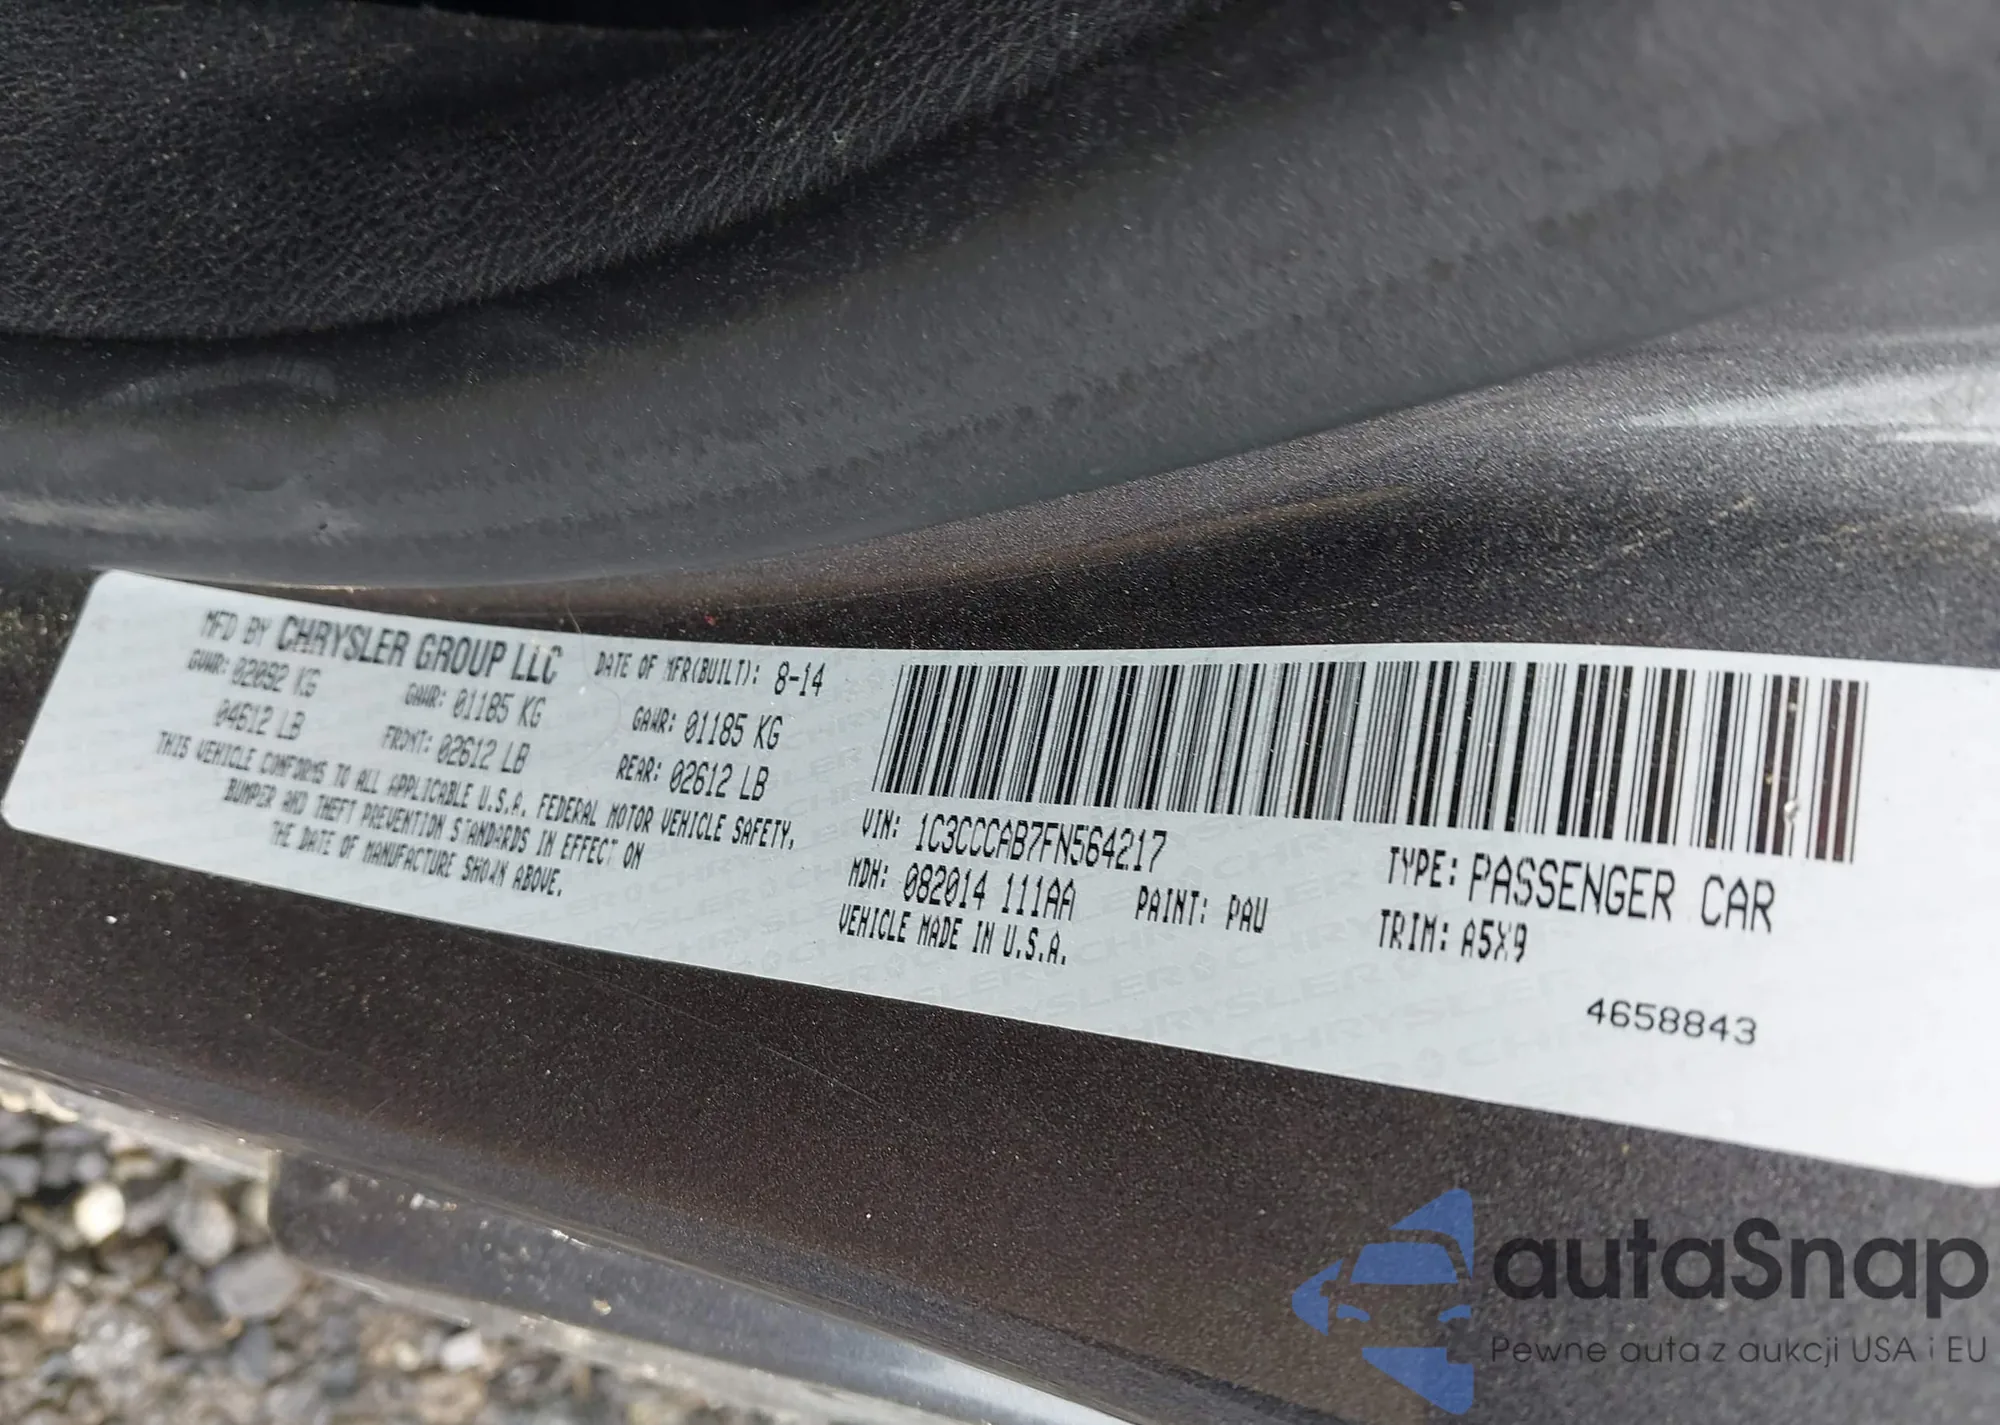 MFD BY CHRYSLER GROUP LLC DATE OF MFR(BUILT): 8-14
GVWR: 02092 KG GAWR: 01185 KG GAWR: 01185 KG
04612 LB FRONT: 02612 LB REAR: 02612 LB
THIS VEHICLE CONFORMS TO ALL APPLICABLE U.S.A. FEDERAL MOTOR VEHICLE SAFETY,
BUMPER AND THEFT PREVENTION STANDARDS IN EFFECT ON
THE DATE OF MANUFACTURE SHOWN ABOVE.
VIN: 1C3CCCAB7FN564217 TYPE: PASSENGER CAR
MDH: 082014 111AA PAINT: PAU TRIM: A5X9
VEHICLE MADE IN U.S.A.
4658843
autaSnap
Pewne auta z aukcji USA i EU